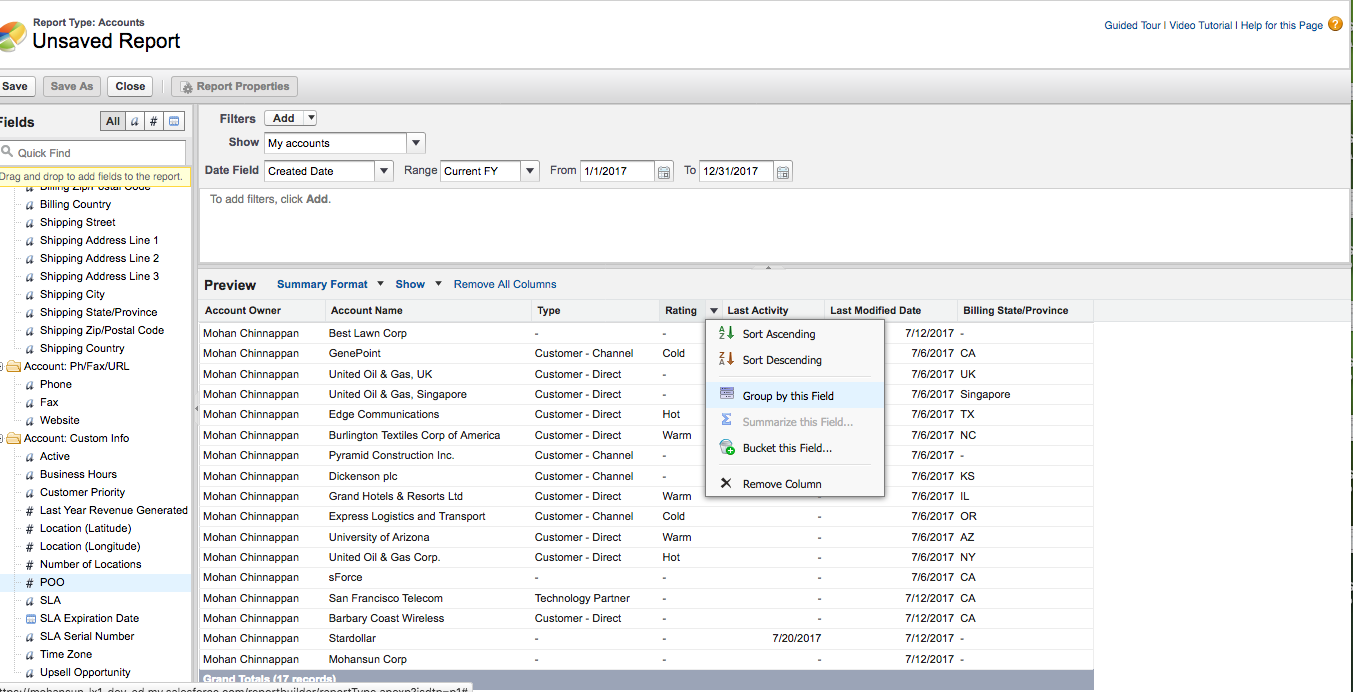 Report Type: Accounts
Unsaved Report
Guided Tour | Video Tutorial | Help for this Page ?
Save Save As Close Report Properties
Fields All a #
Quick Find
Drag and drop to add fields to the report.
Billing Zip/Postal Code
a Billing Country
a Shipping Street
a Shipping Address Line 1
a Shipping Address Line 2
a Shipping Address Line 3
a Shipping City
a Shipping State/Province
a Shipping Zip/Postal Code
a Shipping Country
Account: Ph/Fax/URL
a Phone
a Fax
a Website
Account: Custom Info
a Active
a Business Hours
a Customer Priority
# Last Year Revenue Generated
# Location (Latitude)
# Location (Longitude)
# Number of Locations
# POO
a SLA
SLA Expiration Date
a SLA Serial Number
a Time Zone
a Upsell Opportunity
Filters Add
Show My accounts
Date Field Created Date Range Current FY From 1/1/2017 To 12/31/2017
To add filters, click Add.
Preview Summary Format Show Remove All Columns
Account Owner Account Name Type Rating Last Activity Last Modified Date Billing State/Province
Mohan Chinnappan Best Lawn Corp - - 7/12/2017 -
Mohan Chinnappan GenePoint Customer - Channel Cold 7/6/2017 CA
Mohan Chinnappan United Oil & Gas, UK Customer - Direct - 7/6/2017 UK
Mohan Chinnappan United Oil & Gas, Singapore Customer - Direct - 7/6/2017 Singapore
Mohan Chinnappan Edge Communications Customer - Direct Hot 7/6/2017 TX
Mohan Chinnappan Burlington Textiles Corp of America Customer - Direct Warm 7/6/2017 NC
Mohan Chinnappan Pyramid Construction Inc. Customer - Channel - 7/6/2017 -
Mohan Chinnappan Dickenson plc Customer - Channel - 7/6/2017 KS
Mohan Chinnappan Grand Hotels & Resorts Ltd Customer - Direct Warm - 7/6/2017 IL
Mohan Chinnappan Express Logistics and Transport Customer - Channel Cold - 7/6/2017 OR
Mohan Chinnappan University of Arizona Customer - Direct Warm - 7/6/2017 AZ
Mohan Chinnappan United Oil & Gas Corp. Customer - Direct Hot - 7/6/2017 NY
Mohan Chinnappan sForce - - - 7/6/2017 CA
Mohan Chinnappan San Francisco Telecom Technology Partner - - 7/12/2017 CA
Mohan Chinnappan Barbary Coast Wireless Customer - Direct - - 7/12/2017 CA
Mohan Chinnappan Stardollar - - 7/20/2017 7/12/2017 -
Mohan Chinnappan Mohansun Corp - - - 7/12/2017 -
Grand Totals (17 records)
Sort Ascending
Sort Descending
Group by this Field
Summarize this Field...
Bucket this Field...
Remove Column